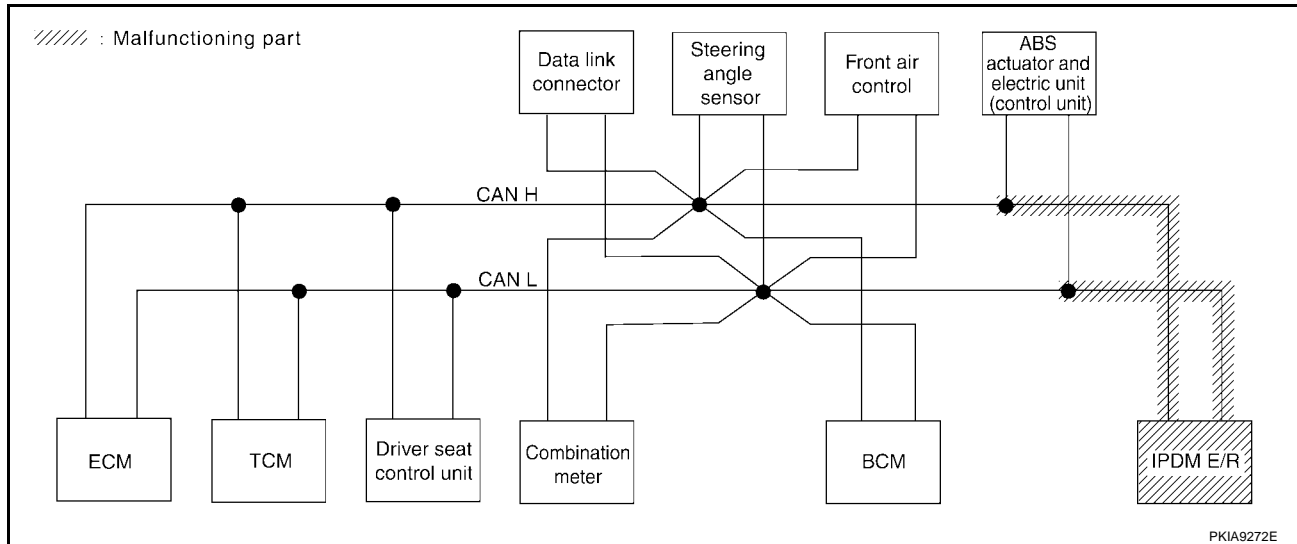 : Malfunctioning part
Data link
connector
Steering
angle
sensor
Front air
control
ABS
actuator and
electric unit
(control unit)
CAN H
CAN L
ECM
TCM
Driver seat
control unit
Combination
meter
BCM
IPDM E/R
PKIA9272E